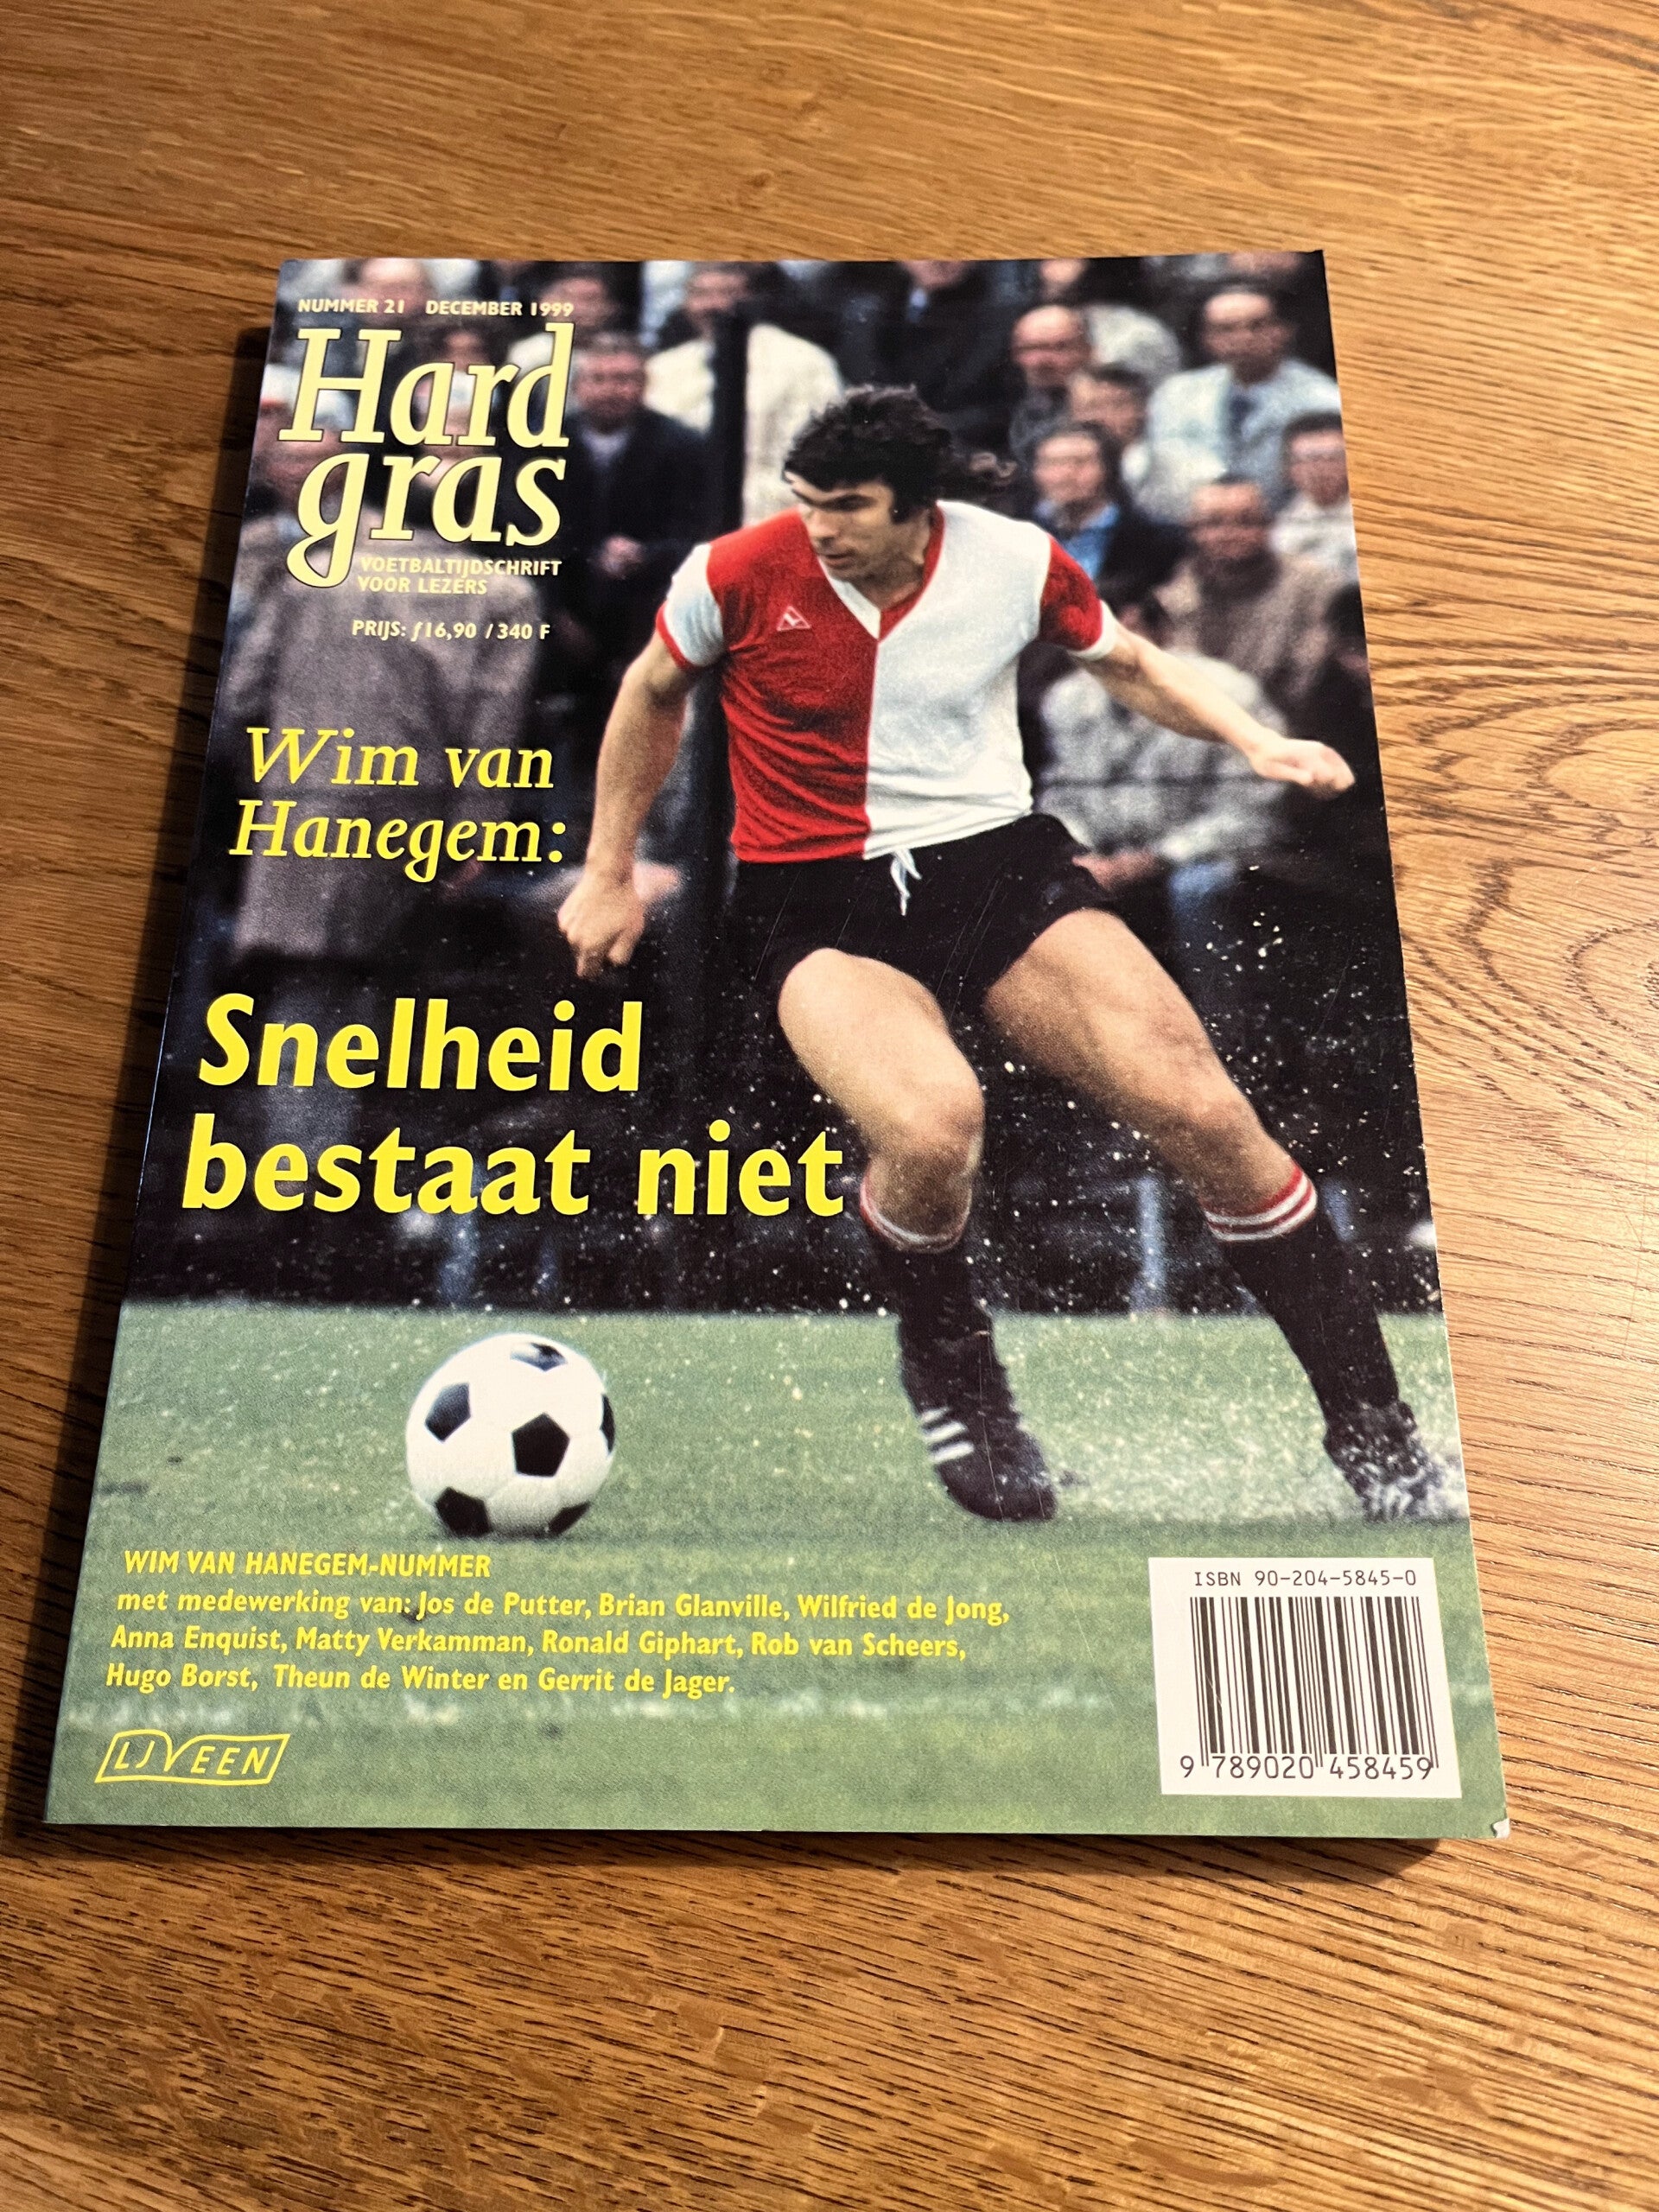 NUMMER 21 DECEMBER 1999
Hard
gras
VOETBALTIJDSCHRIFT
VOOR LEZERS
PRIJS: ƒ16,90 / 340 F
Wim van
Hanegem:
Snelheid
bestaat niet
WIM VAN HANEGEM-NUMMER
met medewerking van: Jos de Putter, Brian Glanville, Wilfried de Jong,
Anna Enquist, Matty Verkamman, Ronald Giphart, Rob van Scheers,
Hugo Borst, Theun de Winter en Gerrit de Jager.
LJVEEN
ISBN 90-204-5845-0
9 789020 458459